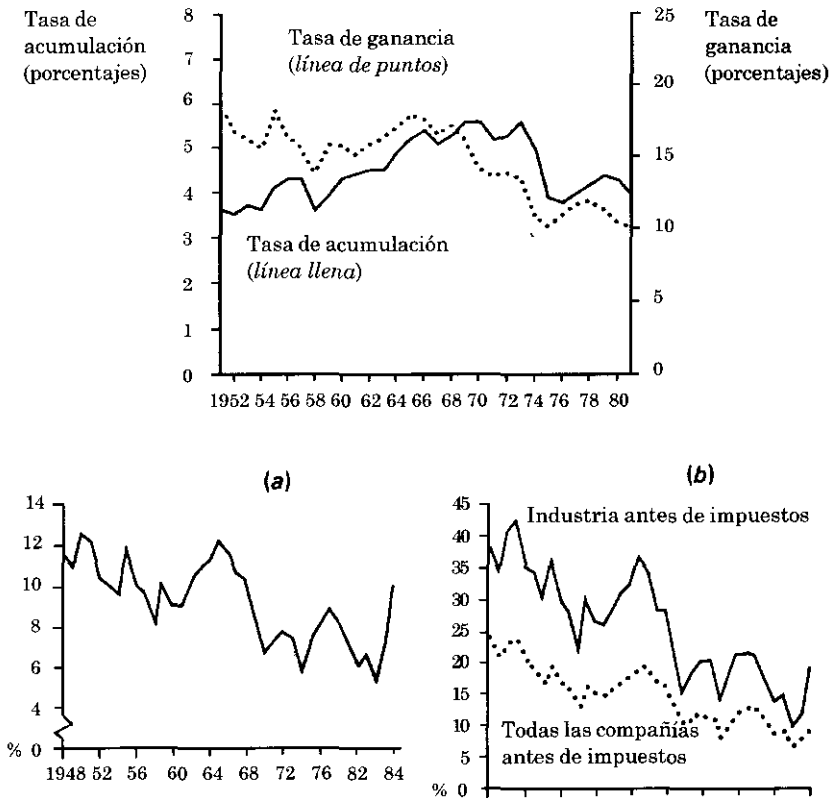 Tasa de
acumulación
(porcentajes)
8
7
6
5
4
3
2
1
0
Tasa de ganancia
(línea de puntos)
Tasa de acumulación
(línea llena)
25
20
15
10
5
0
Tasa de
ganancia
(porcentajes)
1952 54 56 58 60 62 64 66 68 70 72 74 76 78 80
(a)
14
12
10
8
6
4
% 0
1948 52 56 60 64 68 72 76 82 84
(b)
45
40
35
30
25
20
15
10
5
% 0
Industria antes de impuestos
Todas las compañías
antes de impuestos